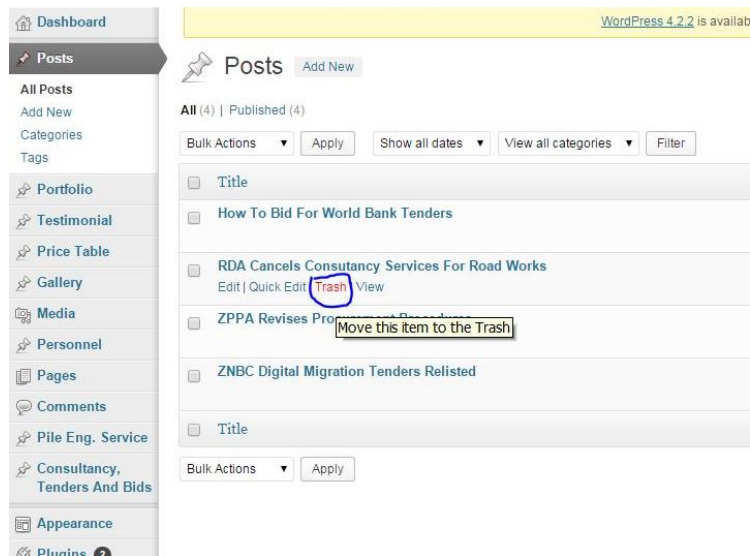 Dashboard
WordPress 4.2.2 is availab
Posts
Posts Add New
All Posts
Add New
Categories
Tags
All (4) | Published (4)
Bulk Actions Apply Show all dates View all categories Filter
Portfolio
Testimonial
Price Table
Gallery
Media
Personnel
Pages
Comments
Pile Eng. Service
Consultancy,
Tenders And Bids
Appearance
Plugins 2
Title
How To Bid For World Bank Tenders
RDA Cancels Consutancy Services For Road Works
Edit | Quick Edit Trash View
ZPPA Revises
Move this item to the Trash
ZNBC Digital Migration Tenders Relisted
Title
Bulk Actions Apply